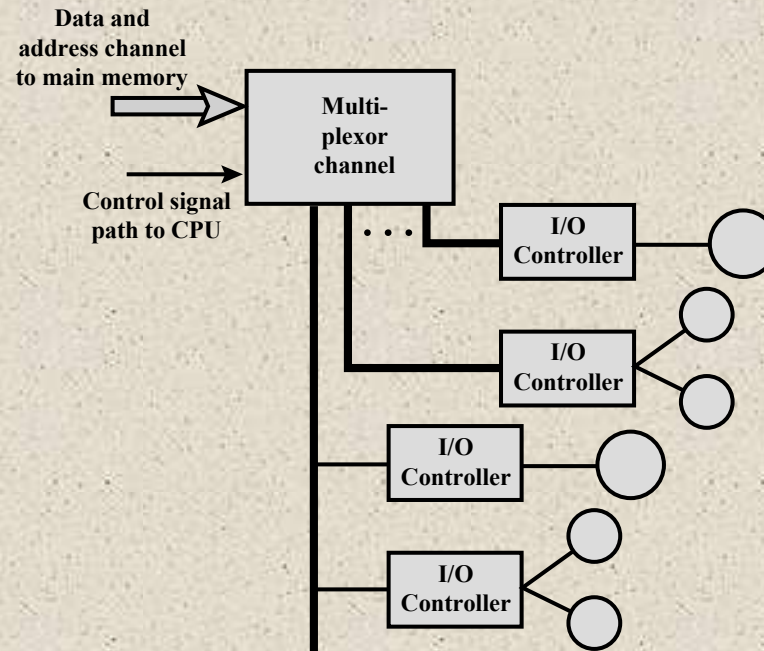 Data and
address channel
to main memory
Multi-
plexor
channel
Control signal
path to CPU
. . .
I/O
Controller
I/O
Controller
I/O
Controller
I/O
Controller